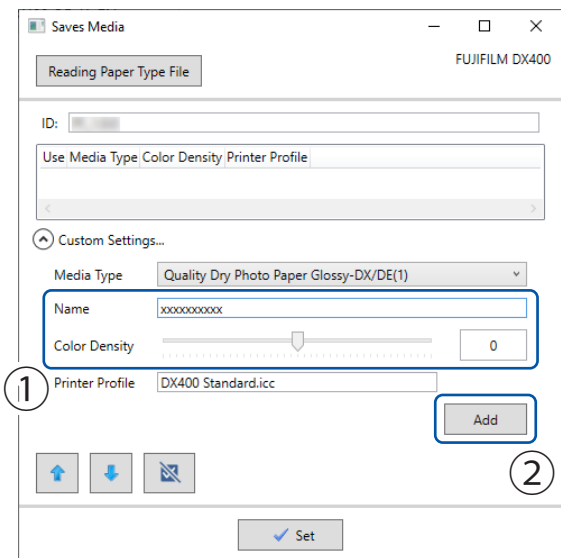 Saves Media
Reading Paper Type File
FUJIFILM DX400
ID:
Use Media Type Color Density Printer Profile
Custom Settings...
Media Type Quality Dry Photo Paper Glossy-DX/DE(1)
Name xxxxxxxxxx
Color Density 0
1 Printer Profile DX400 Standard.icc
Add
2
Set